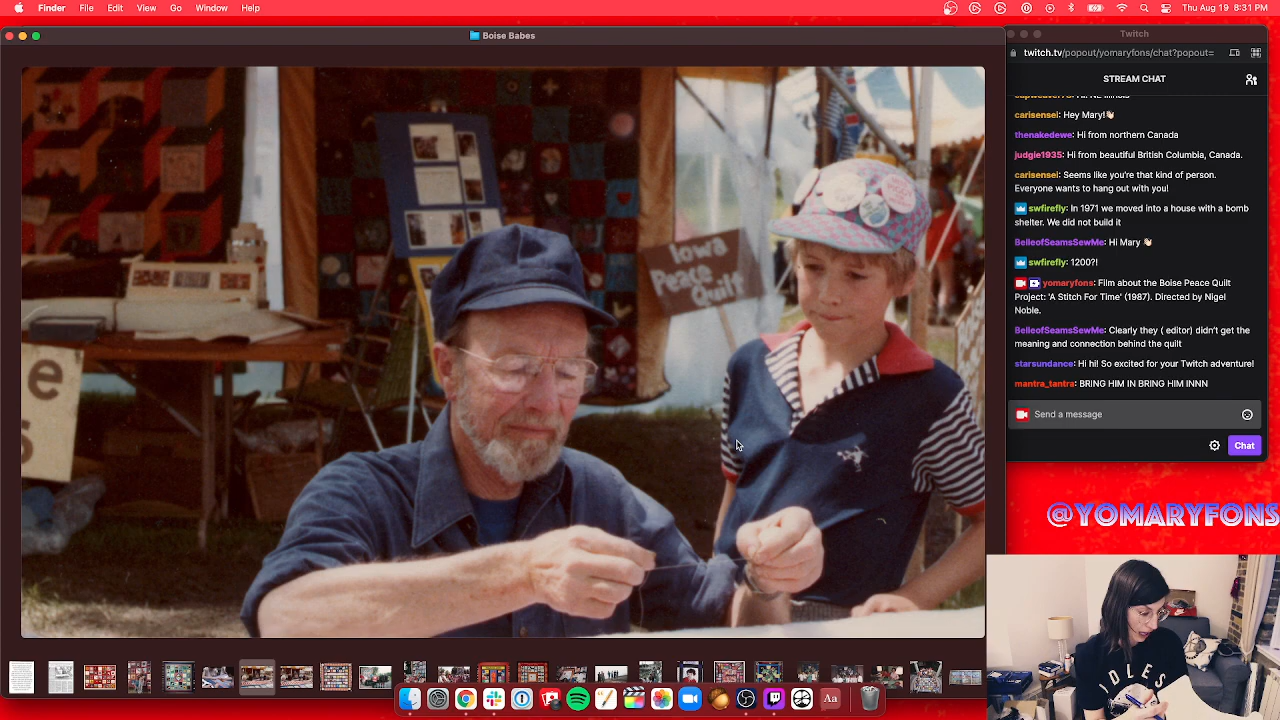 Finder File Edit View Go Window Help
Thu Aug 19 8:31 PM
Boise Babes
Twitch
twitch.tv/popout/yomaryfons/chat?popout=
STREAM CHAT
carisensel: Hey Mary!👋🏻
thenakedewe: Hi from northern Canada
judgie1935: Hi from beautiful British Columbia, Canada.
carisensel: Seems like you're that kind of person.
Everyone wants to hang out with you!
swfirefly: In 1971 we moved into a house with a bomb
shelter. We did not build it
BelleofSeamsSewMe: Hi Mary 👋🏻
swfirefly: 1200?!
yomaryfons: Film about the Boise Peace Quilt
Project: 'A Stitch For Time' (1987). Directed by Nigel
Noble.
BelleofSeamsSewMe: Clearly they ( editor) didn't get the
meaning and connection behind the quilt
starsundance: Hi hi! So excited for your Twitch adventure!
mantra_tantra: BRING HIM IN BRING HIM INNN
Send a message
Chat
Iowa
Peace
Quilt
e
s
@YOMARYFONS
DIES
Aa